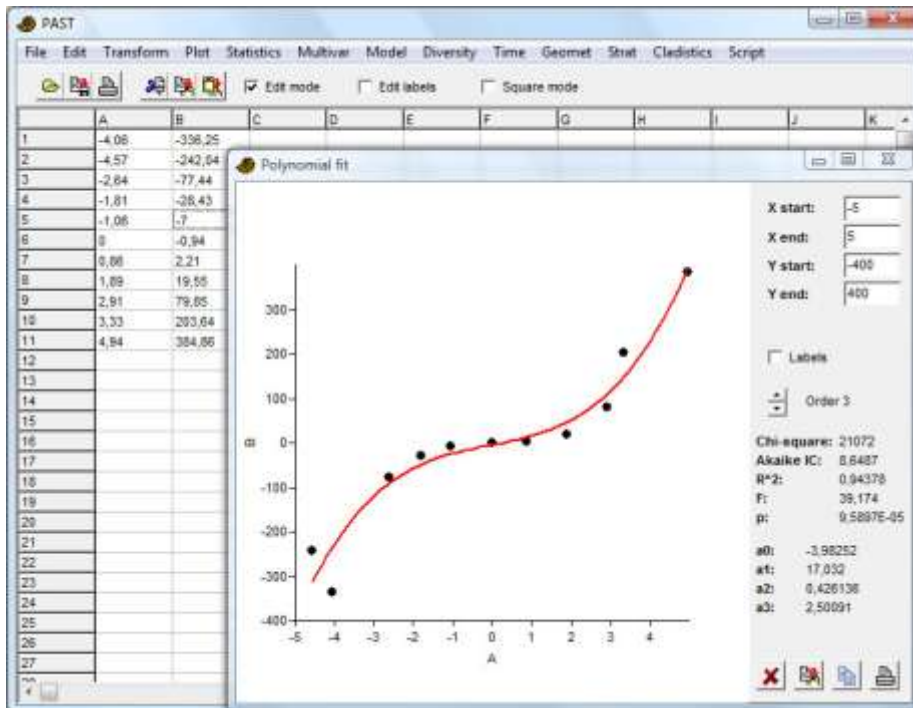 PAST
File Edit Transform Plot Statistics Multivar Model Diversity Time Geomet Strat Cladistics Script
Edit mode Edit labels Square mode
A B C D E F G H I J K
1 -4,06 -336,25
2 -4,57 -242,64
3 -2,64 -77,44
4 -1,81 -28,43
5 -1,06 -7
6 0 -0,94
7 0,86 2,21
8 1,89 19,55
9 2,91 79,85
10 3,33 203,64
11 4,94 384,86
12
13
14
15
16
17
18
19
20
21
22
23
24
25
26
27
Polynomial fit
300
200
100
0
-100
-200
-300
-400
B
-5 -4 -3 -2 -1 0 1 2 3 4
A
X start: -5
X end: 5
Y start: -400
Y end: 400
Labels
Order 3
Chi-square: 21072
Akaike IC: 8,6487
R^2: 0,94378
F: 39,174
p: 9,5897E-05
a0: -3,98252
a1: 17,032
a2: 0,426136
a3: 2,50091